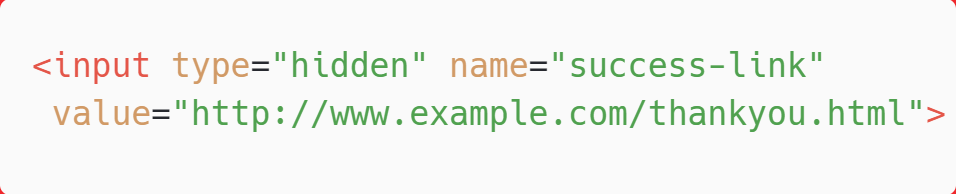 <input type="hidden" name="success-link"
value="http://www.example.com/thankyou.html">